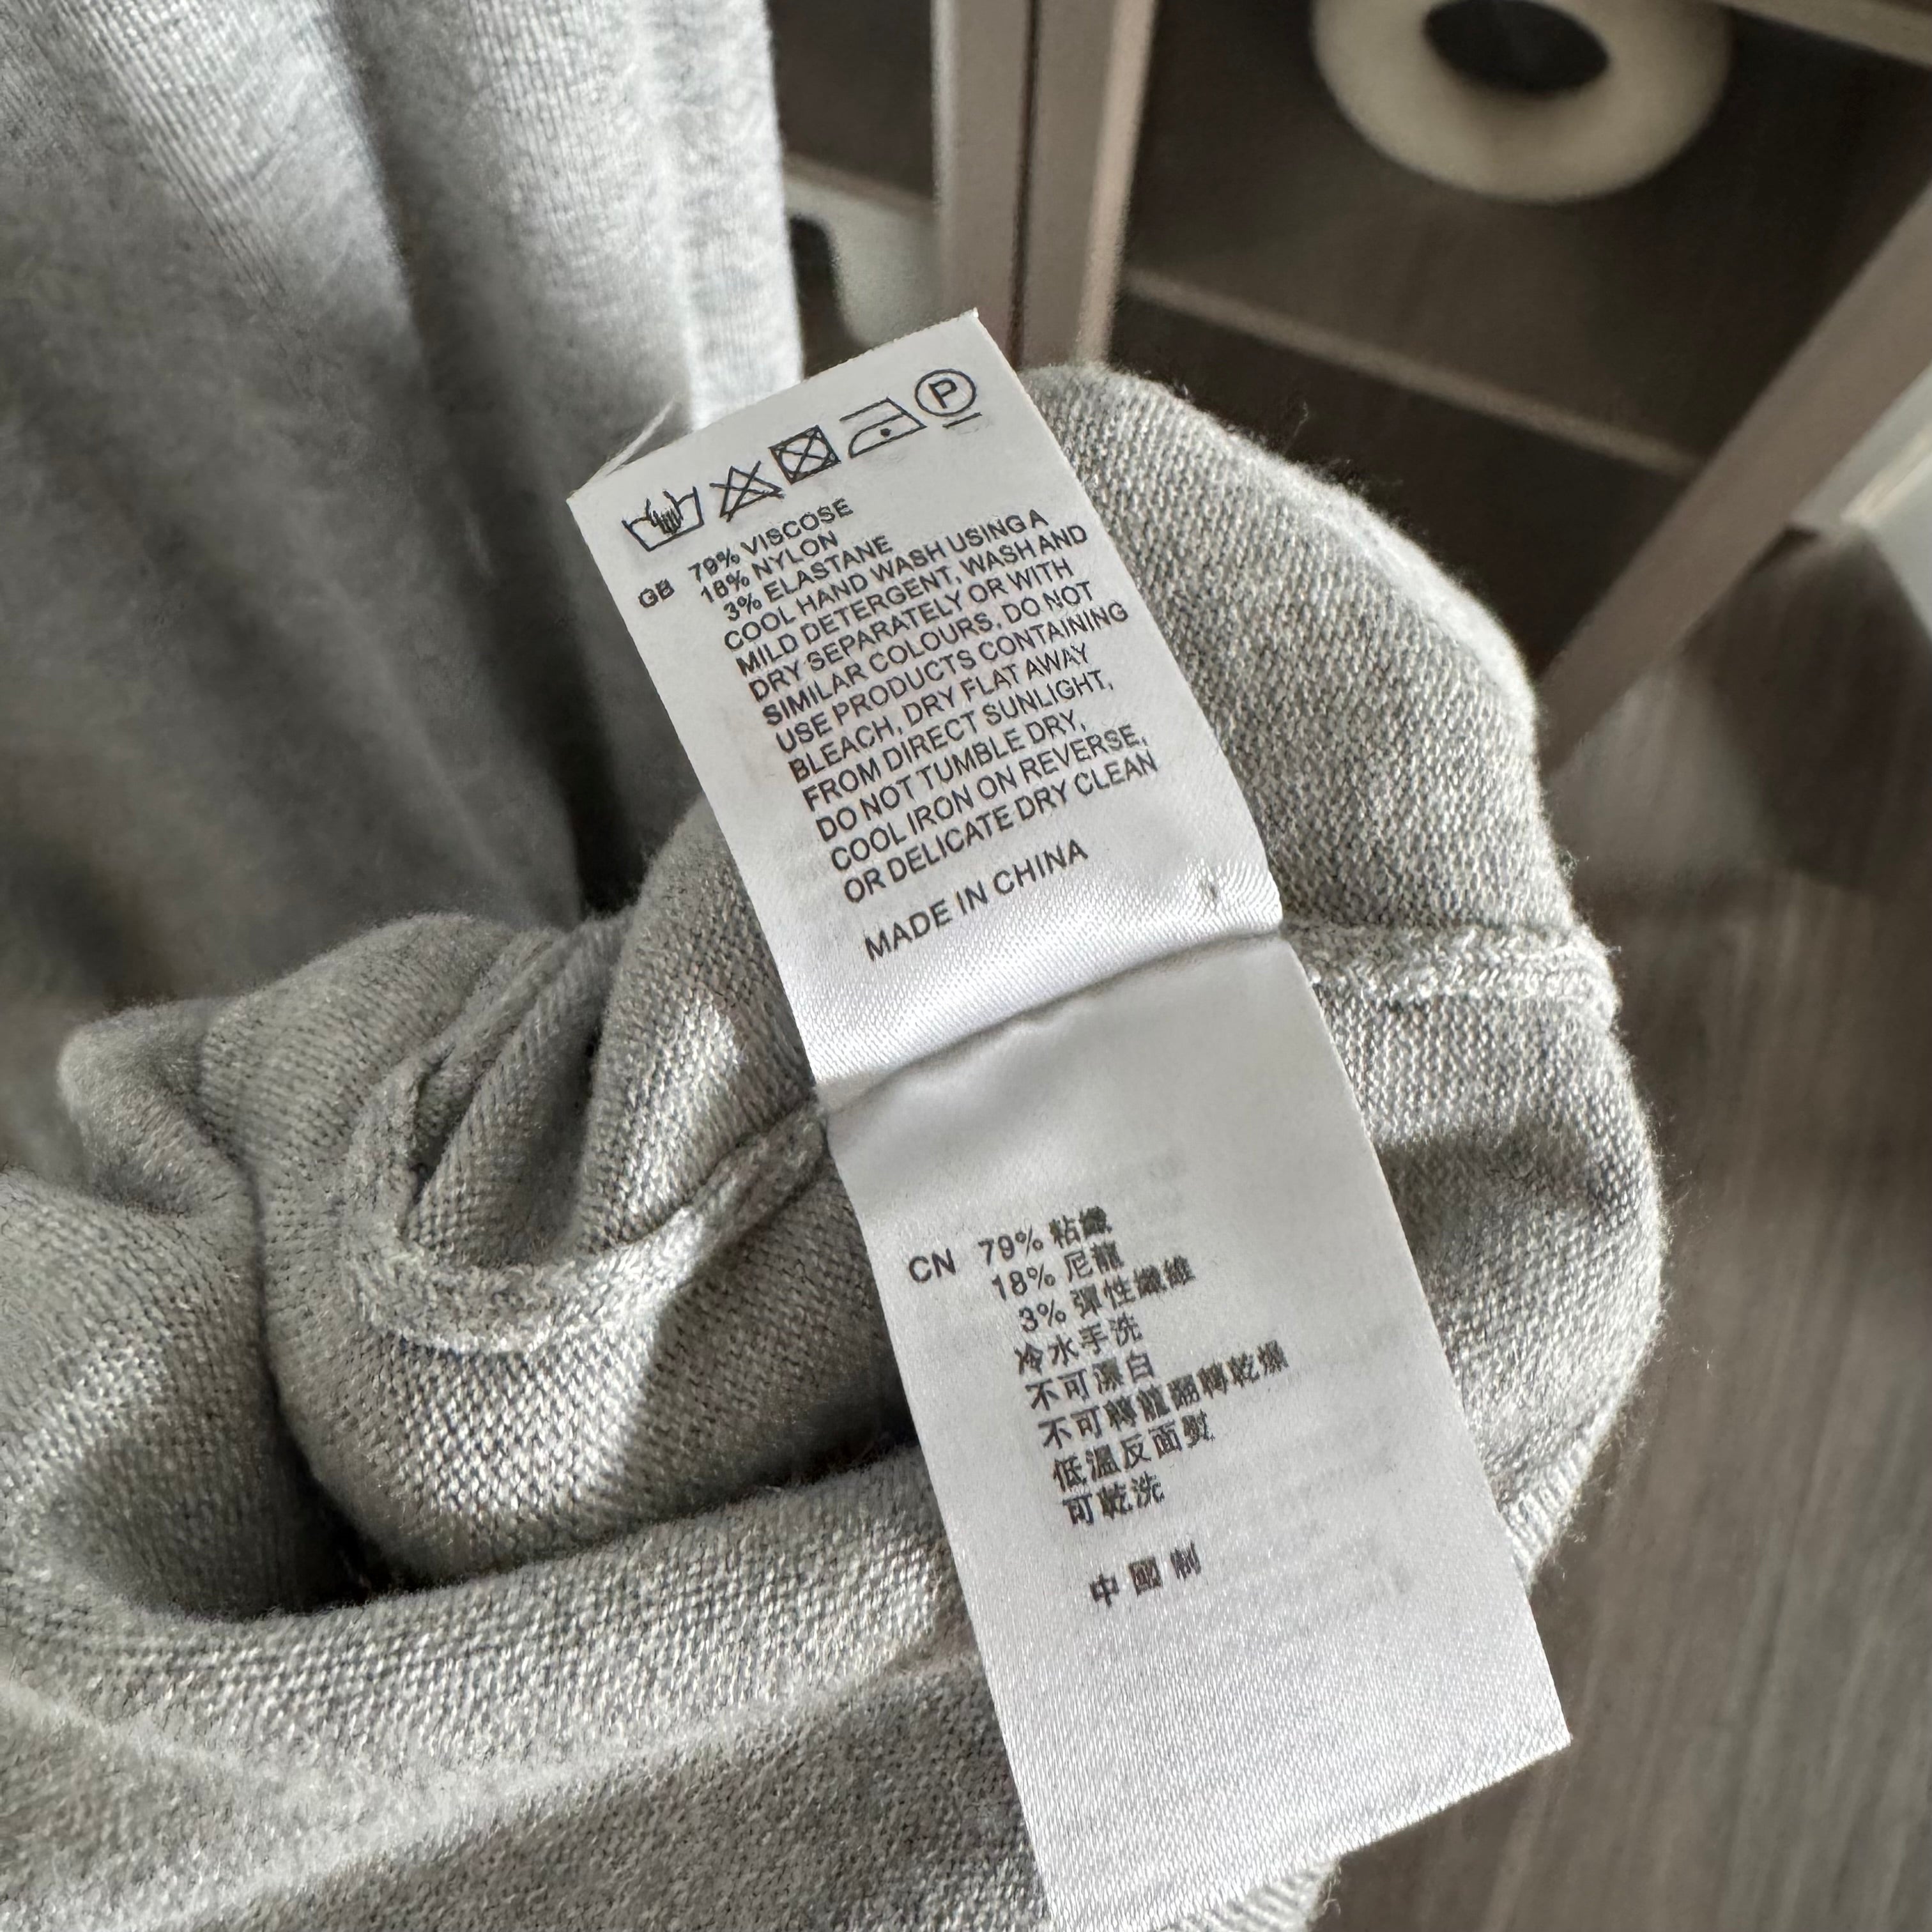 P
GB 79% VISCOSE
18% NYLON
3% ELASTANE
COOL HAND WASH USING A
MILD DETERGENT, WASH AND
DRY SEPARATELY OR WITH
SIMILAR COLOURS, DO NOT
USE PRODUCTS CONTAINING
BLEACH, DRY FLAT AWAY
FROM DIRECT SUNLIGHT,
DO NOT TUMBLE DRY,
COOL IRON ON REVERSE,
OR DELICATE DRY CLEAN
MADE IN CHINA
CN 79% 粘纖
18% 尼龍
3% 彈性纖維
冷水手洗
不可漂白
不可轉籠翻轉乾燥
低溫反面熨
可乾洗
中國制